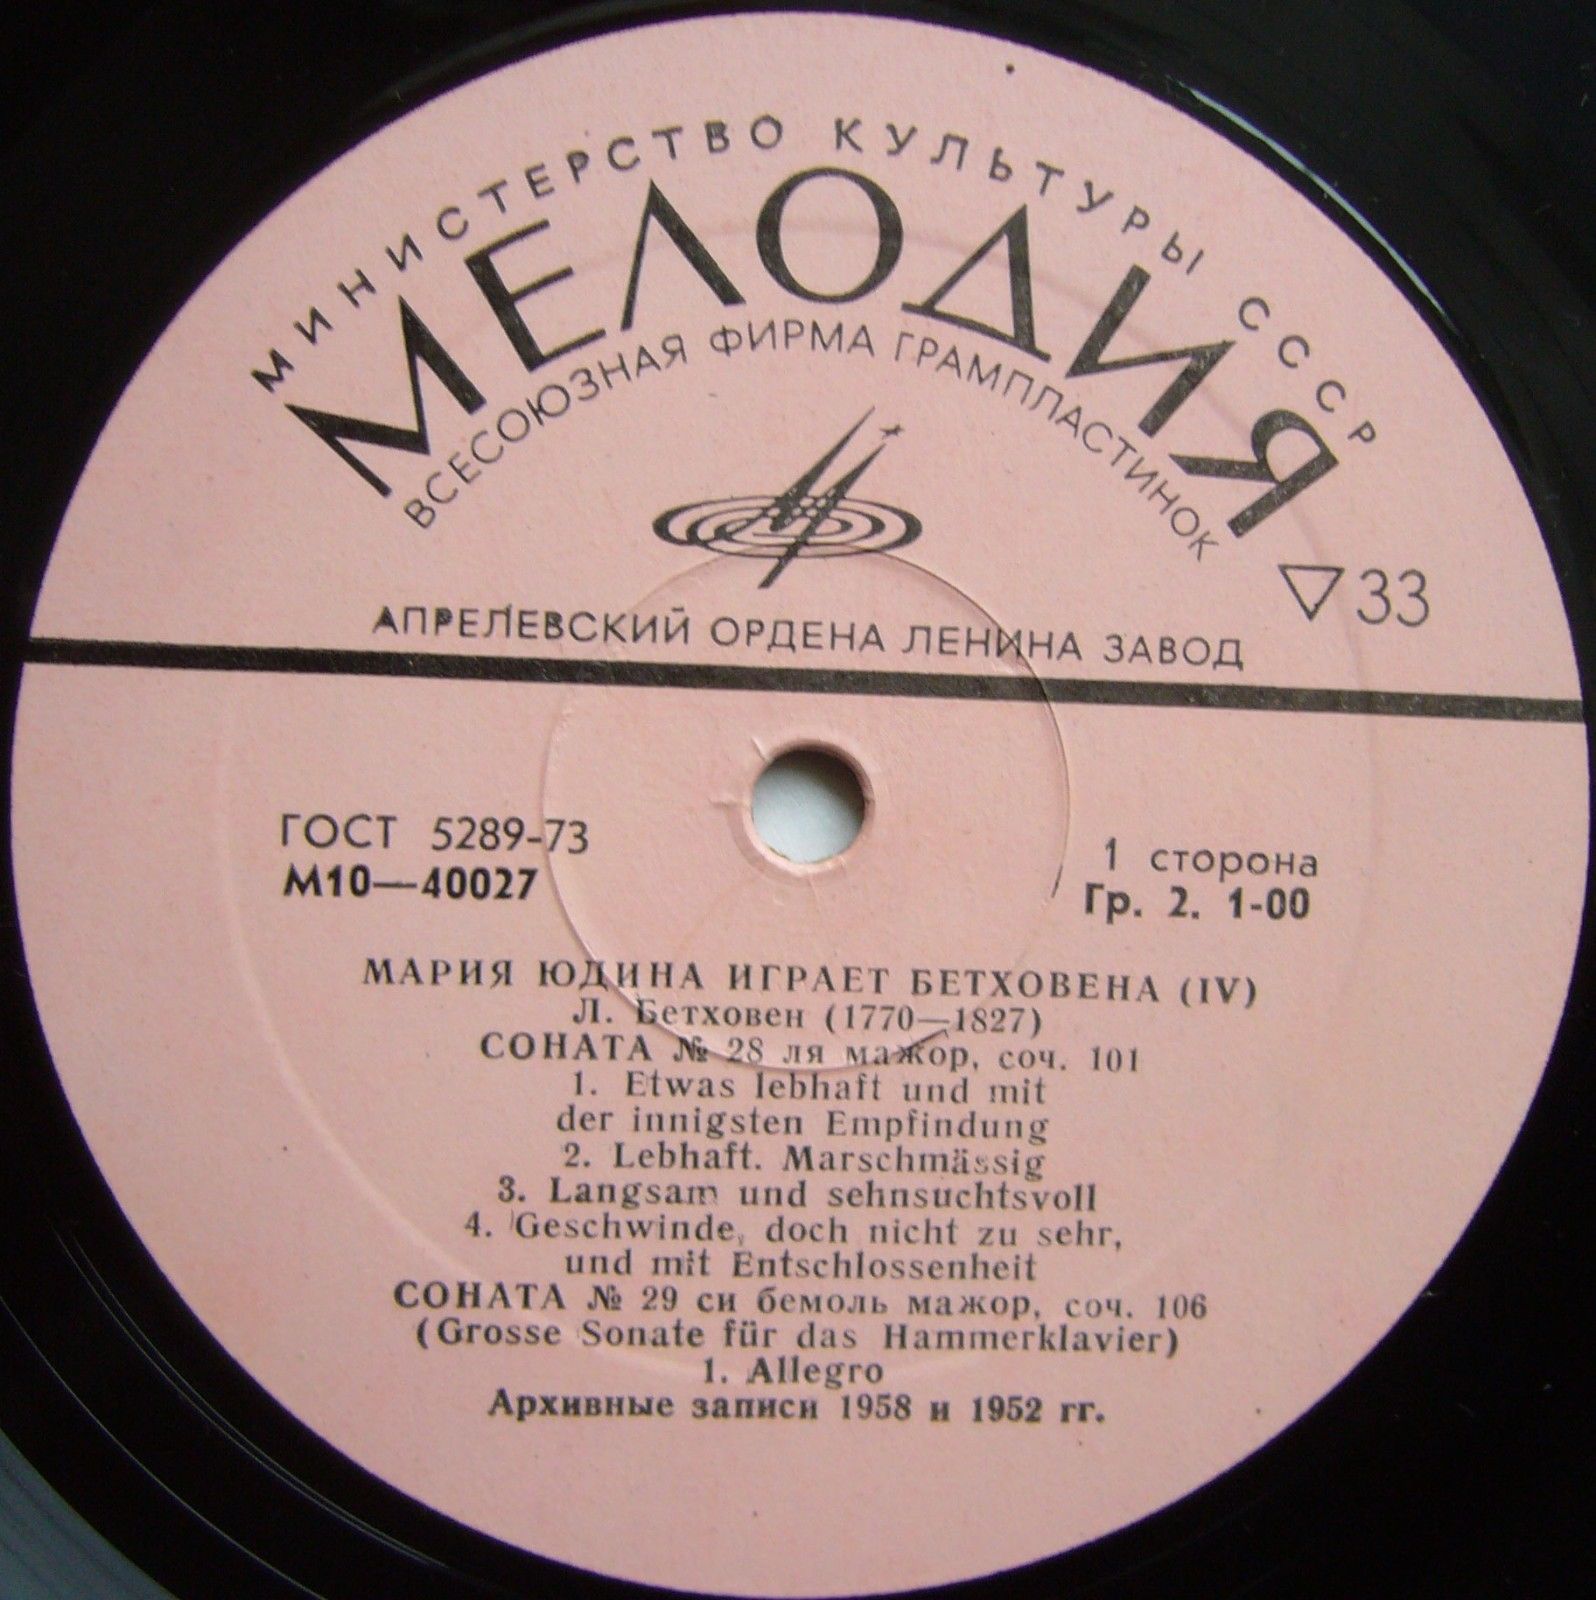 МИНИСТЕРСТВО КУЛЬТУРЫ СССР
МЕЛОДИЯ
ВСЕСОЮЗНАЯ ФИРМА ГРАМПЛАСТИНОК
33
АПРЕЛЕВСКИЙ ОРДЕНА ЛЕНИНА ЗАВОД
ГОСТ 5289-73
М10—40027
1 сторона
Гр. 2. 1-00
МАРИЯ ЮДИНА ИГРАЕТ БЕТХОВЕНА (IV)
Л. Бетховен (1770—1827)
СОНАТА № 28 ля мажор, соч. 101
1. Etwas lebhaft und mit
der innigsten Empfindung
2. Lebhaft. Marschmässig
3. Langsam und sehnsuchtsvoll
4. Geschwinde, doch nicht zu sehr,
und mit Entschlossenheit
СОНАТА № 29 си бемоль мажор, соч. 106
(Grosse Sonate für das Hammerklavier)
1. Allegro
Архивные записи 1958 и 1952 гг.